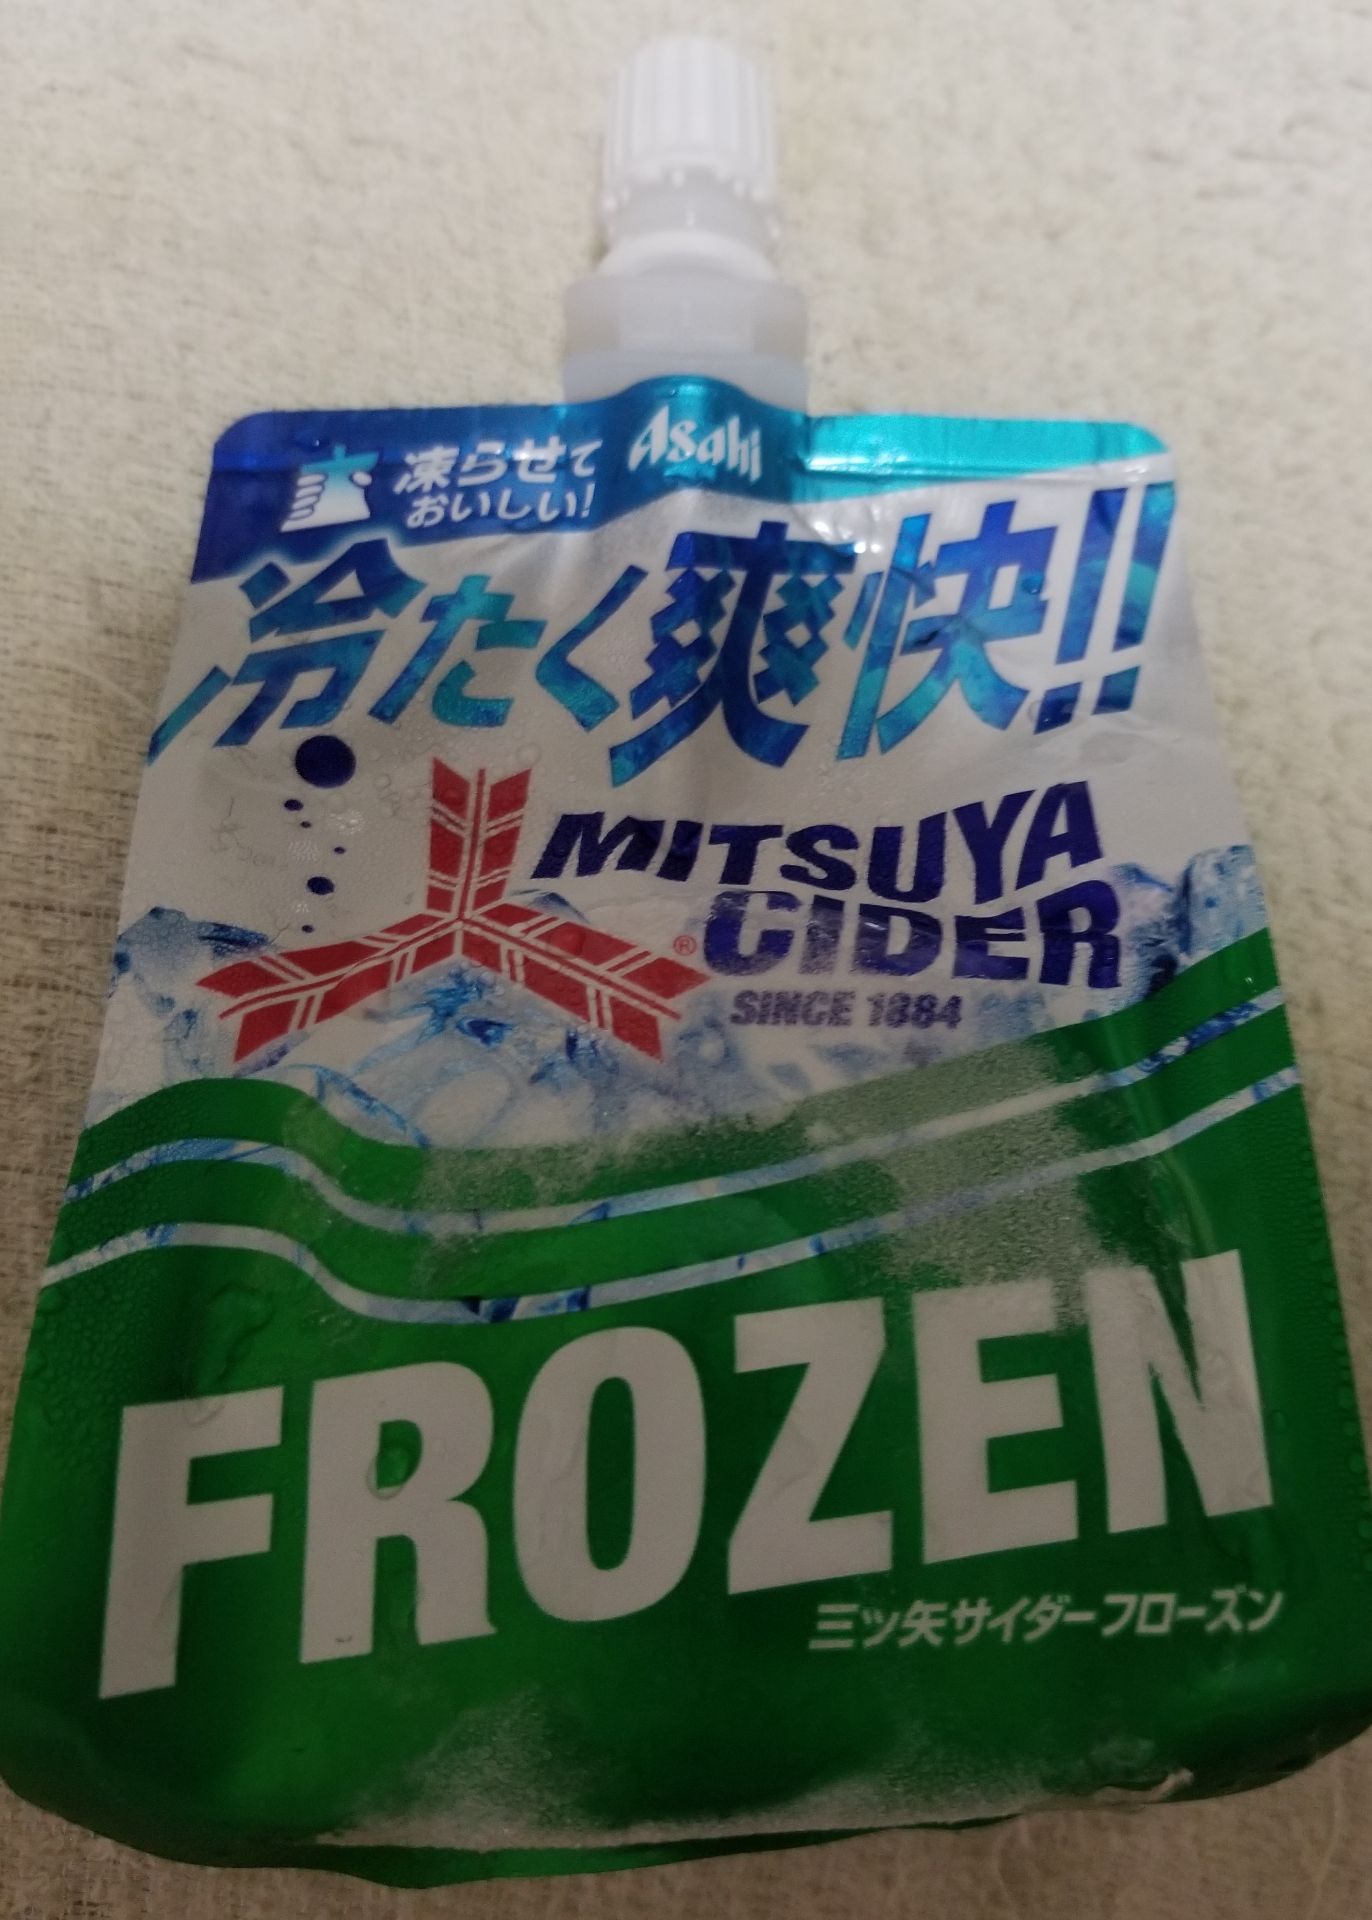 Asahi
凍らせて
おいしい!
冷たく爽快!!
MITSUYA
CIDER
®
SINCE 1884
FROZEN
三ツ矢サイダーフローズン